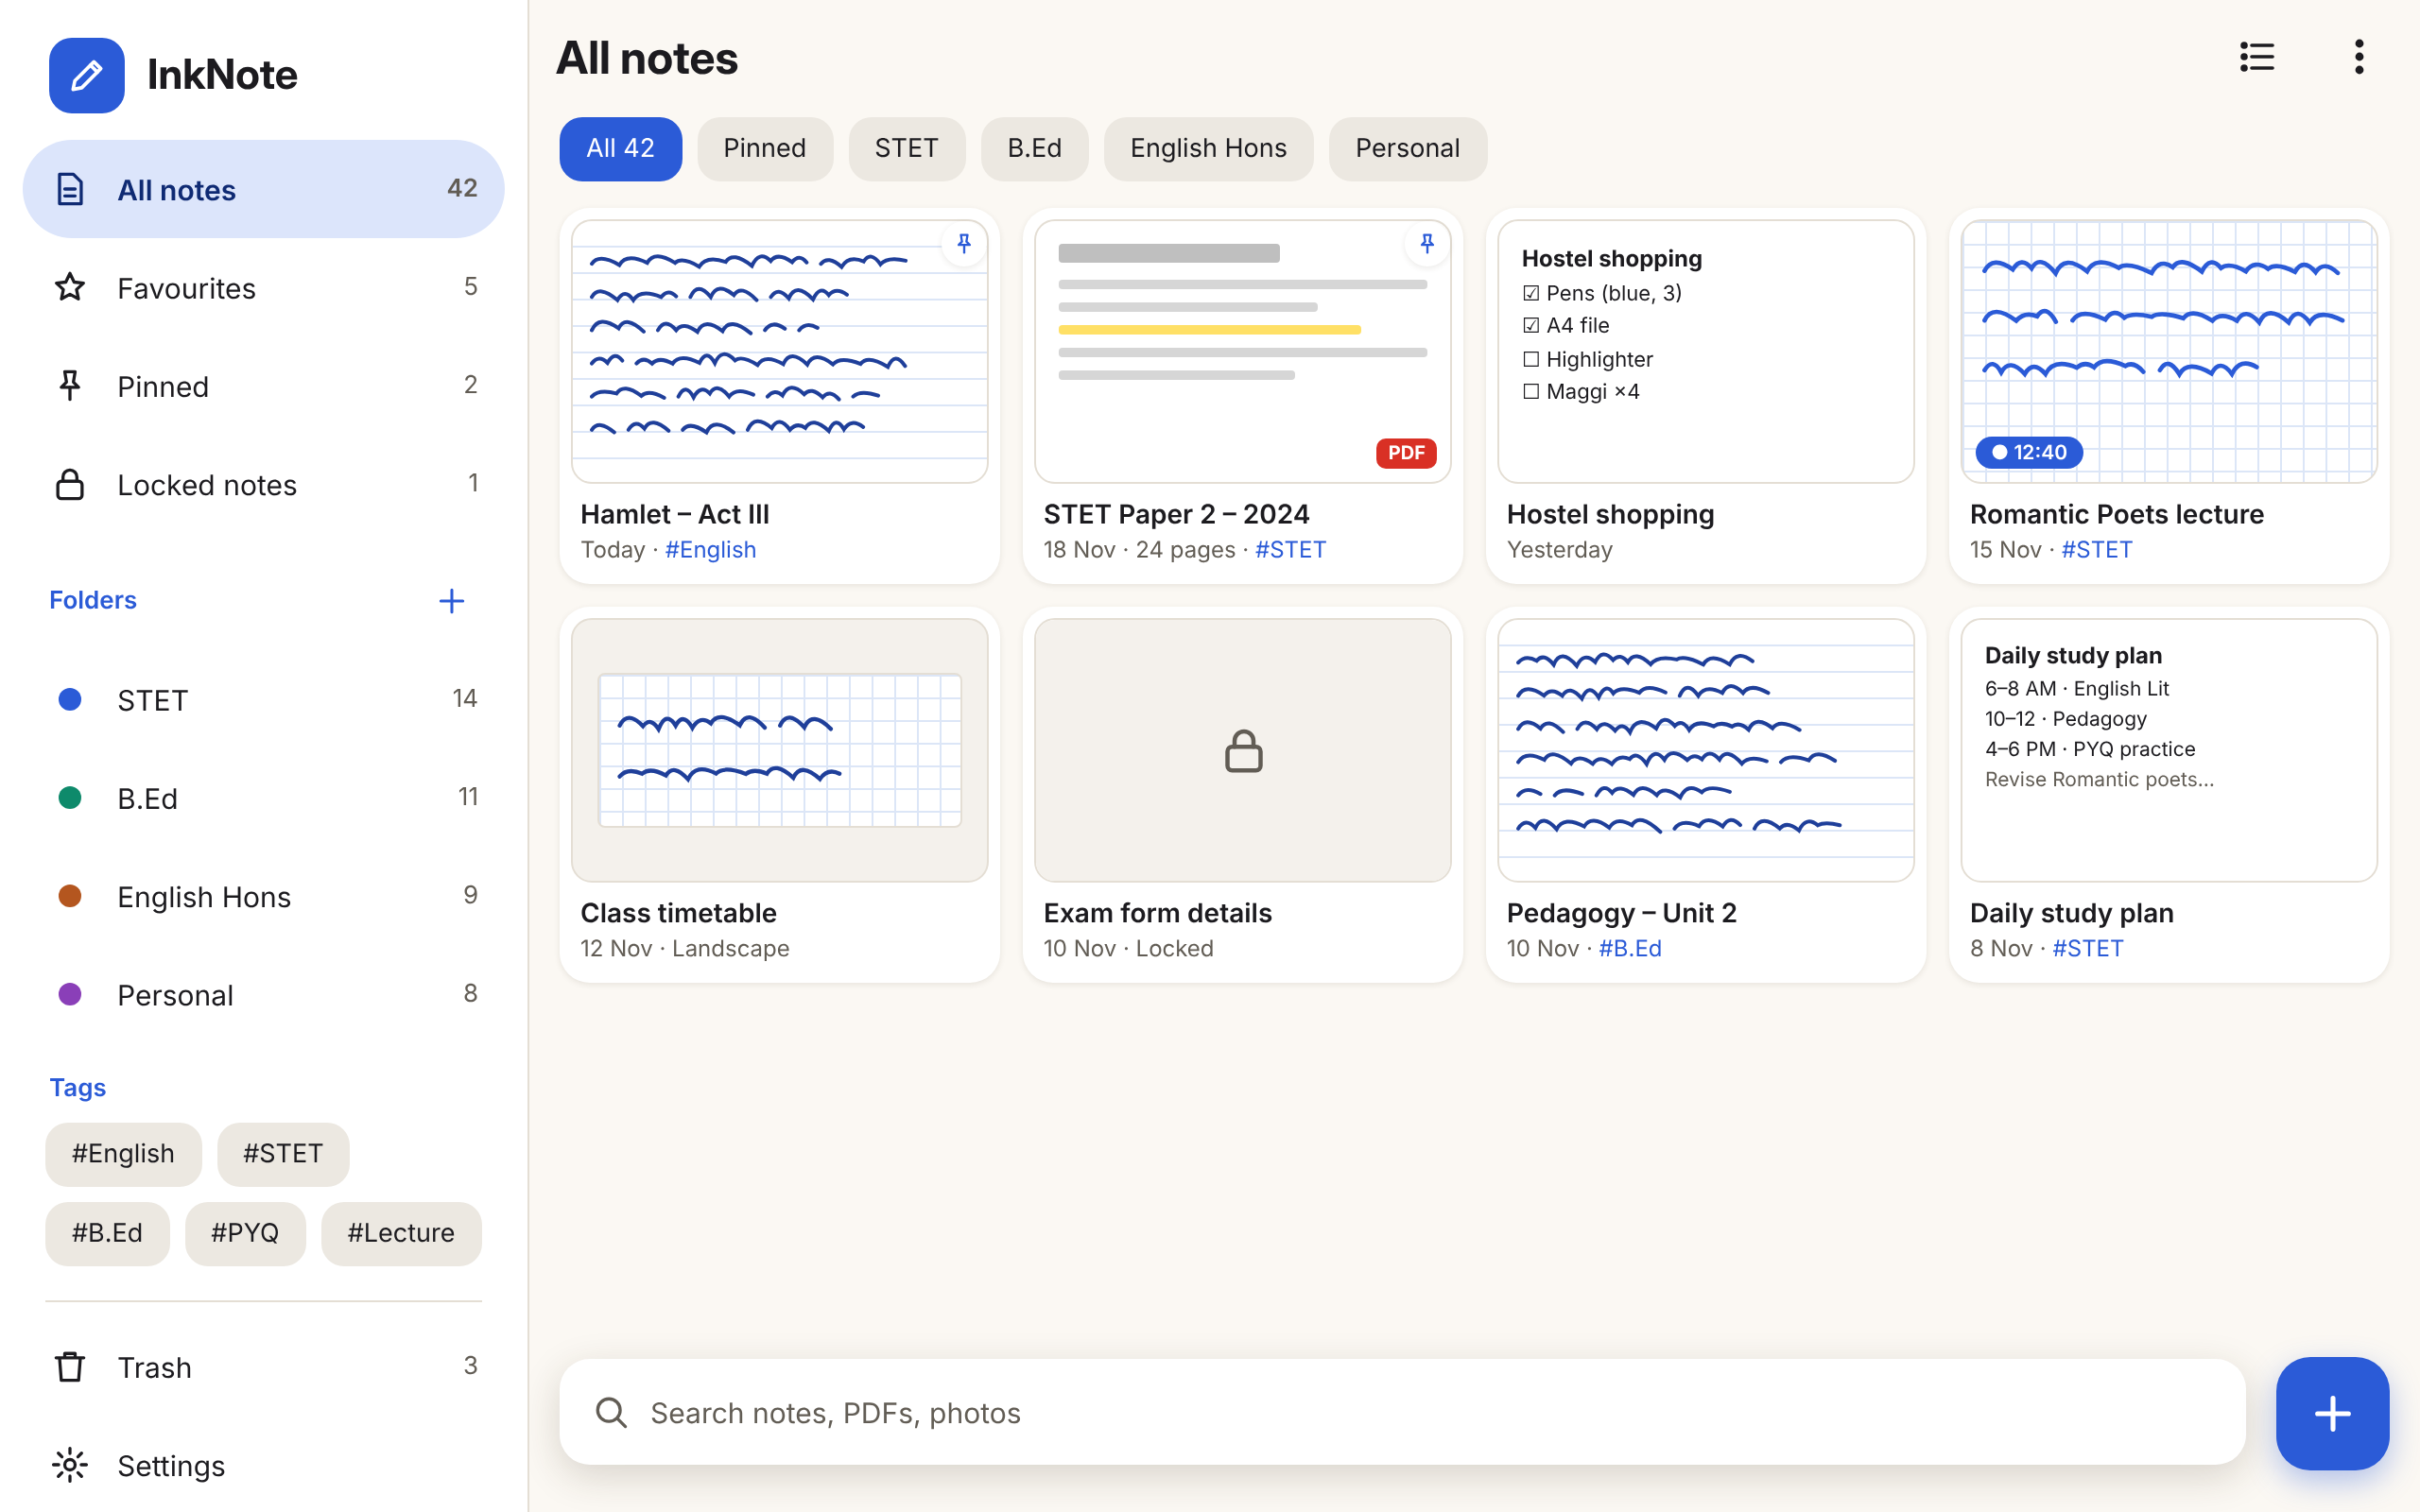 InkNote
All notes 42
Favourites 5
Pinned 2
Locked notes 1
Folders
STET 14
B.Ed 11
English Hons 9
Personal 8
Tags
#English #STET
#B.Ed #PYQ #Lecture
Trash 3
Settings
All notes
All 42 Pinned STET B.Ed English Hons Personal
Hamlet – Act III
Today · #English
PDF
STET Paper 2 – 2024
18 Nov · 24 pages · #STET
Hostel shopping
☑ Pens (blue, 3)
☑ A4 file
☐ Highlighter
☐ Maggi ×4
Hostel shopping
Yesterday
12:40
Romantic Poets lecture
15 Nov · #STET
Class timetable
12 Nov · Landscape
Exam form details
10 Nov · Locked
Pedagogy – Unit 2
10 Nov · #B.Ed
Daily study plan
6–8 AM · English Lit
10–12 · Pedagogy
4–6 PM · PYQ practice
Revise Romantic poets...
Daily study plan
8 Nov · #STET
Search notes, PDFs, photos